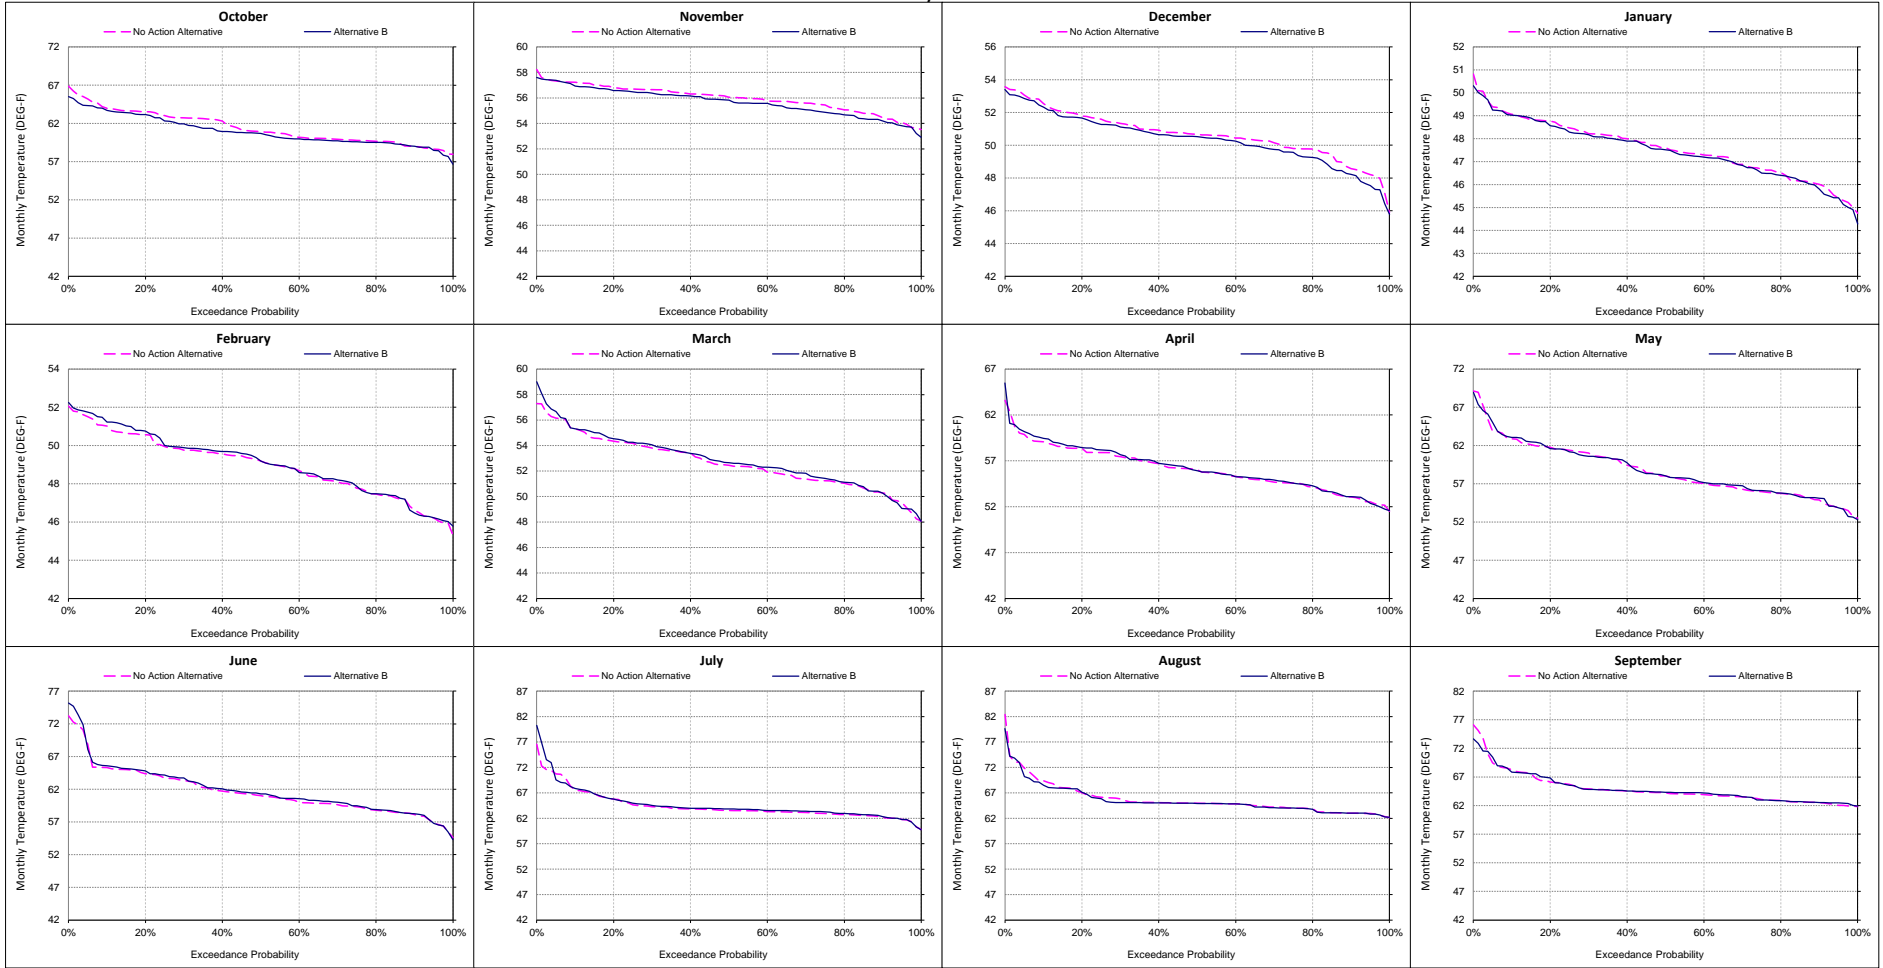 October
No Action Alternative Alternative B
Monthly Temperature (DEG-F)
72
67
62
57
52
47
42
0% 20% 40% 60% 80% 100%
Exceedance Probability
November
No Action Alternative Alternative B
Monthly Temperature (DEG-F)
60
58
56
54
52
50
48
46
44
42
0% 20% 40% 60% 80% 100%
Exceedance Probability
December
No Action Alternative Alternative B
Monthly Temperature (DEG-F)
56
54
52
50
48
46
44
42
0% 20% 40% 60% 80% 100%
Exceedance Probability
January
No Action Alternative Alternative B
Monthly Temperature (DEG-F)
52
51
50
49
48
47
46
45
44
43
42
0% 20% 40% 60% 80% 100%
Exceedance Probability
February
No Action Alternative Alternative B
Monthly Temperature (DEG-F)
54
52
50
48
46
44
42
0% 20% 40% 60% 80% 100%
Exceedance Probability
March
No Action Alternative Alternative B
Monthly Temperature (DEG-F)
60
58
56
54
52
50
48
46
44
42
0% 20% 40% 60% 80% 100%
Exceedance Probability
April
No Action Alternative Alternative B
Monthly Temperature (DEG-F)
67
62
57
52
47
42
0% 20% 40% 60% 80% 100%
Exceedance Probability
May
No Action Alternative Alternative B
Monthly Temperature (DEG-F)
72
67
62
57
52
47
42
0% 20% 40% 60% 80% 100%
Exceedance Probability
June
No Action Alternative Alternative B
Monthly Temperature (DEG-F)
77
72
67
62
57
52
47
42
0% 20% 40% 60% 80% 100%
Exceedance Probability
July
No Action Alternative Alternative B
Monthly Temperature (DEG-F)
87
82
77
72
67
62
57
52
47
42
0% 20% 40% 60% 80% 100%
Exceedance Probability
August
No Action Alternative Alternative B
Monthly Temperature (DEG-F)
87
82
77
72
67
62
57
52
47
42
0% 20% 40% 60% 80% 100%
Exceedance Probability
September
No Action Alternative Alternative B
Monthly Temperature (DEG-F)
82
77
72
67
62
57
52
47
42
0% 20% 40% 60% 80% 100%
Exceedance Probability